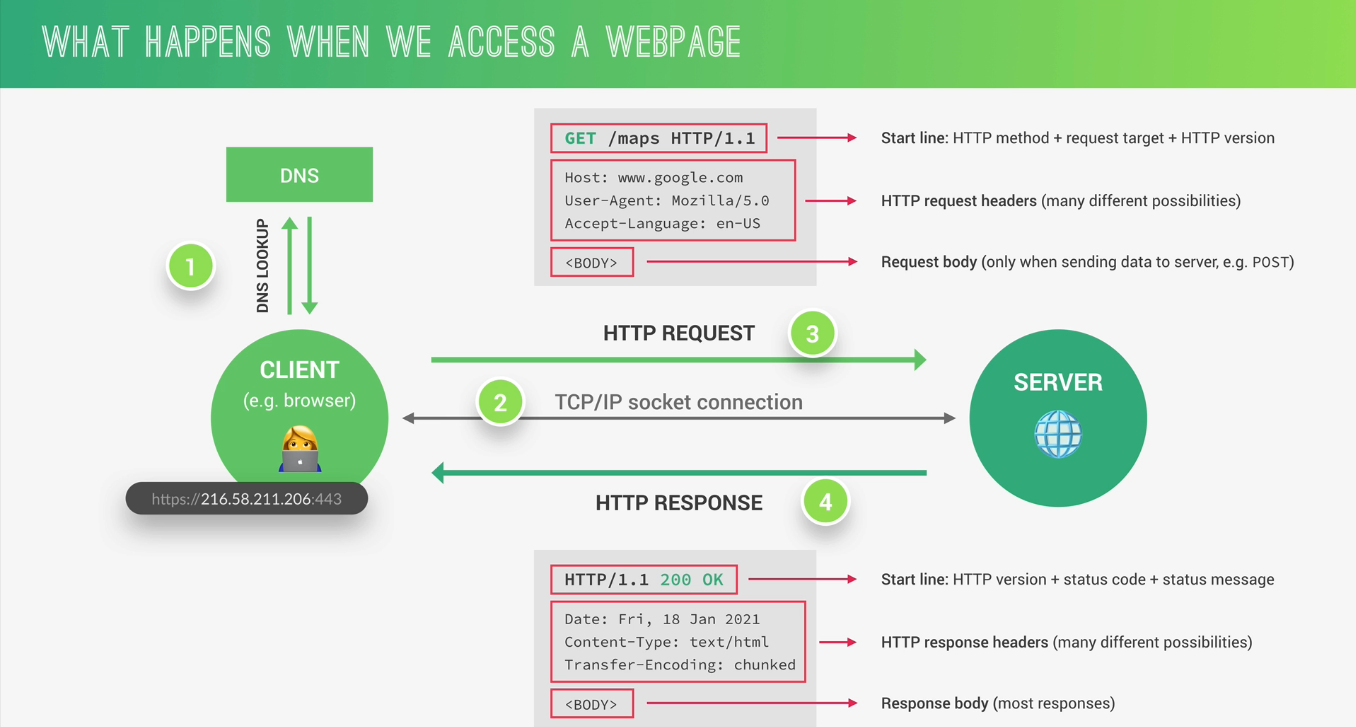 WHAT HAPPENS WHEN WE ACCESS A WEBPAGE
DNS
DNS LOOKUP
1
CLIENT
(e.g. browser)
https://216.58.211.206:443
GET /maps HTTP/1.1
Start line: HTTP method + request target + HTTP version
Host: www.google.com
User-Agent: Mozilla/5.0
Accept-Language: en-US
HTTP request headers (many different possibilities)
<BODY>
Request body (only when sending data to server, e.g. POST)
HTTP REQUEST
3
2
TCP/IP socket connection
SERVER
HTTP RESPONSE
4
HTTP/1.1 200 OK
Start line: HTTP version + status code + status message
Date: Fri, 18 Jan 2021
Content-Type: text/html
Transfer-Encoding: chunked
HTTP response headers (many different possibilities)
<BODY>
Response body (most responses)